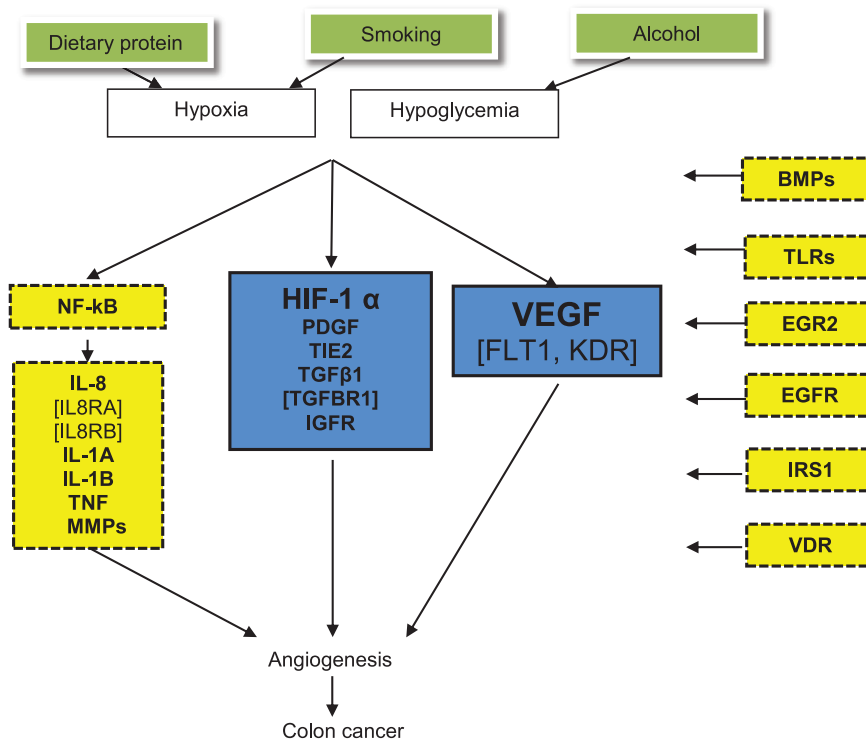 Dietary protein
Smoking
Alcohol
Hypoxia
Hypoglycemia
BMPs
TLRs
EGR2
EGFR
IRS1
VDR
NF-kB
IL-8
[IL8RA]
[IL8RB]
IL-1A
IL-1B
TNF
MMPs
HIF-1 α
PDGF
TIE2
TGFβ1
[TGFBR1]
IGFR
VEGF
[FLT1, KDR]
Angiogenesis
Colon cancer